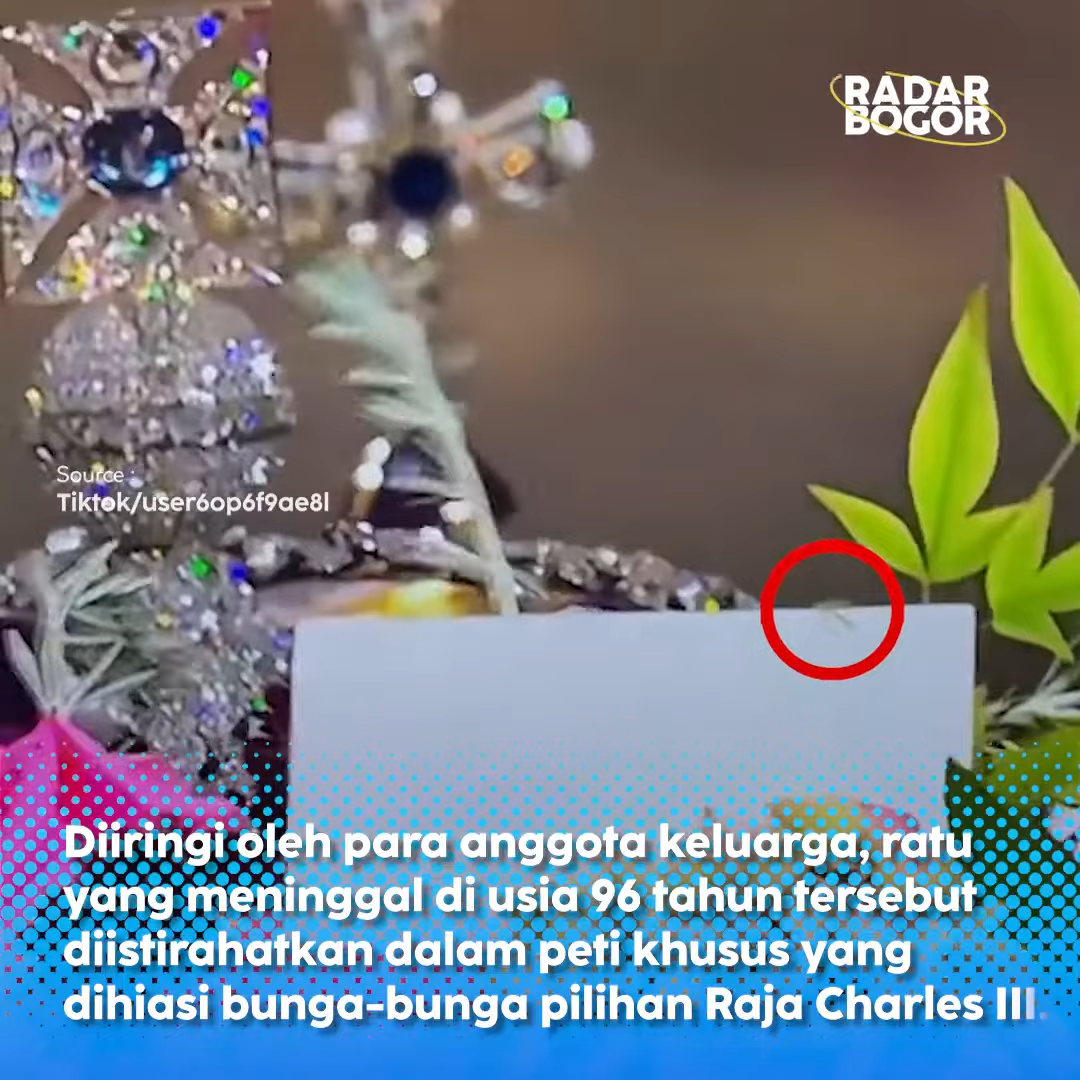 RADAR
BOGOR
Source :
Tiktok/user6op6f9ae8l
Diiringi oleh para anggota keluarga, ratu
yang meninggal di usia 96 tahun tersebut
diistirahatkan dalam peti khusus yang
dihiasi bunga-bunga pilihan Raja Charles III.